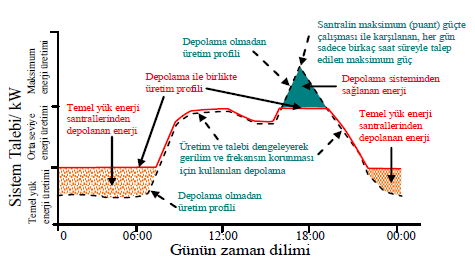 Sistem Talebi/ kW
Maksimum
enerji üretimi
Orta seviye
enerji üretimi
Temel yük
enerji üretimi
Depolama olmadan
üretim profili
Santralin maksimum (puant) güçte
çalışması ile karşılanan, her gün
sadece birkaç saat süreyle talep
edilen maksimum güç
Depolama ile birlikte
üretim profili
Depolama sisteminden
sağlanan enerji
Temel yük enerji
santrallerinden
depolanan enerji
Temel yük enerji
santrallerinden
depolanan enerji
Üretim ve talebi dengeleyerek
gerilim ve frekansın korunması
için kullanılan depolama
Depolama olmadan
üretim profili
0 06:00 12:00 18:00 00:00
Günün zaman dilimi